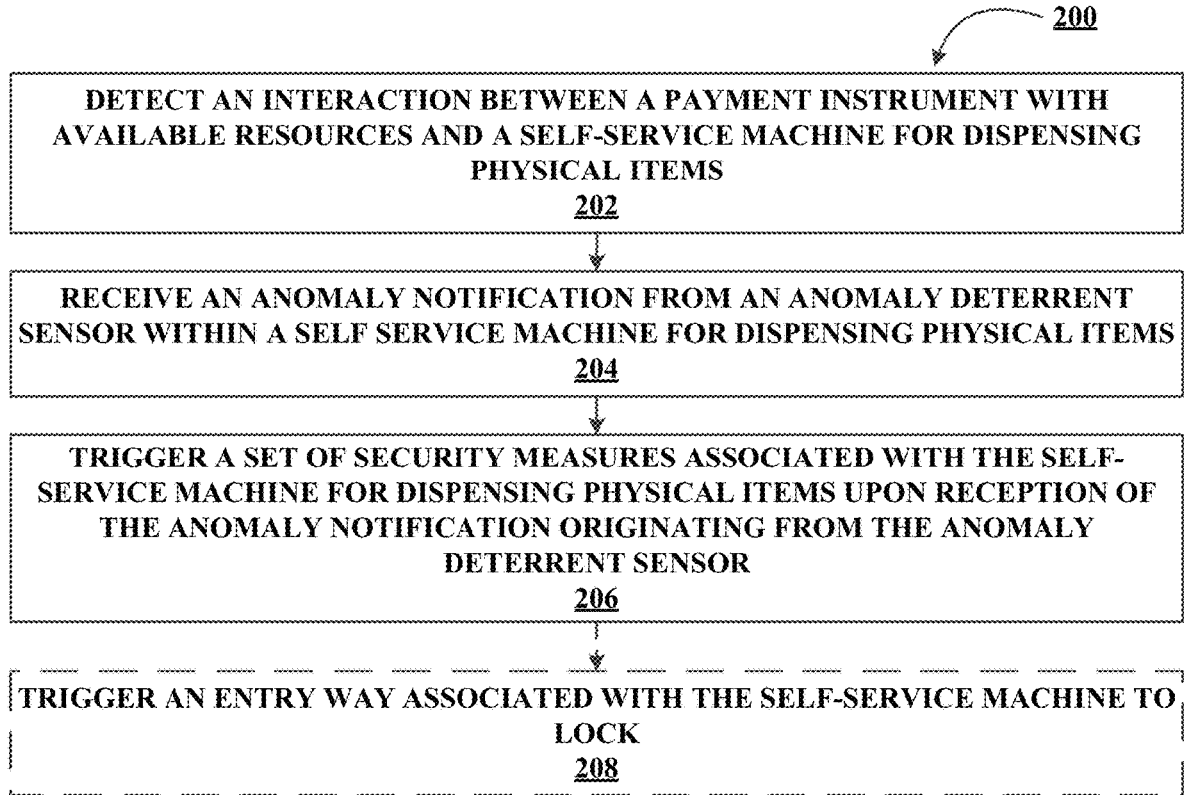 200
DETECT AN INTERACTION BETWEEN A PAYMENT INSTRUMENT WITH
AVAILABLE RESOURCES AND A SELF-SERVICE MACHINE FOR DISPENSING
PHYSICAL ITEMS
202
RECEIVE AN ANOMALY NOTIFICATION FROM AN ANOMALY DETERRENT
SENSOR WITHIN A SELF SERVICE MACHINE FOR DISPENSING PHYSICAL ITEMS
204
TRIGGER A SET OF SECURITY MEASURES ASSOCIATED WITH THE SELF-
SERVICE MACHINE FOR DISPENSING PHYSICAL ITEMS UPON RECEPTION OF
THE ANOMALY NOTIFICATION ORIGINATING FROM THE ANOMALY
DETERRENT SENSOR
206
TRIGGER AN ENTRY WAY ASSOCIATED WITH THE SELF-SERVICE MACHINE TO
LOCK
208